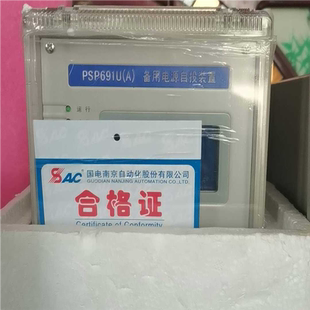 PSP691U(A) 备用电源自投装置
运行
SAC 国电南京自动化股份有限公司
GUODIAN NANJING AUTOMATION CO.,LTD.
合格证
Certificate of Conformity